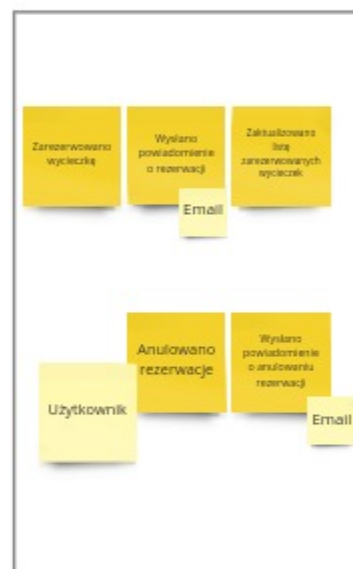 Zarezerwowano
wycieczkę
Wysłano
powiadomienie
o rezerwacji
Email
Zaktualizowano
listę
zarezerwowanych
wycieczek
Anulowano
rezerwacje
Użytkownik
Wysłano
powiadomienie
o anulowaniu
rezerwacji
Email